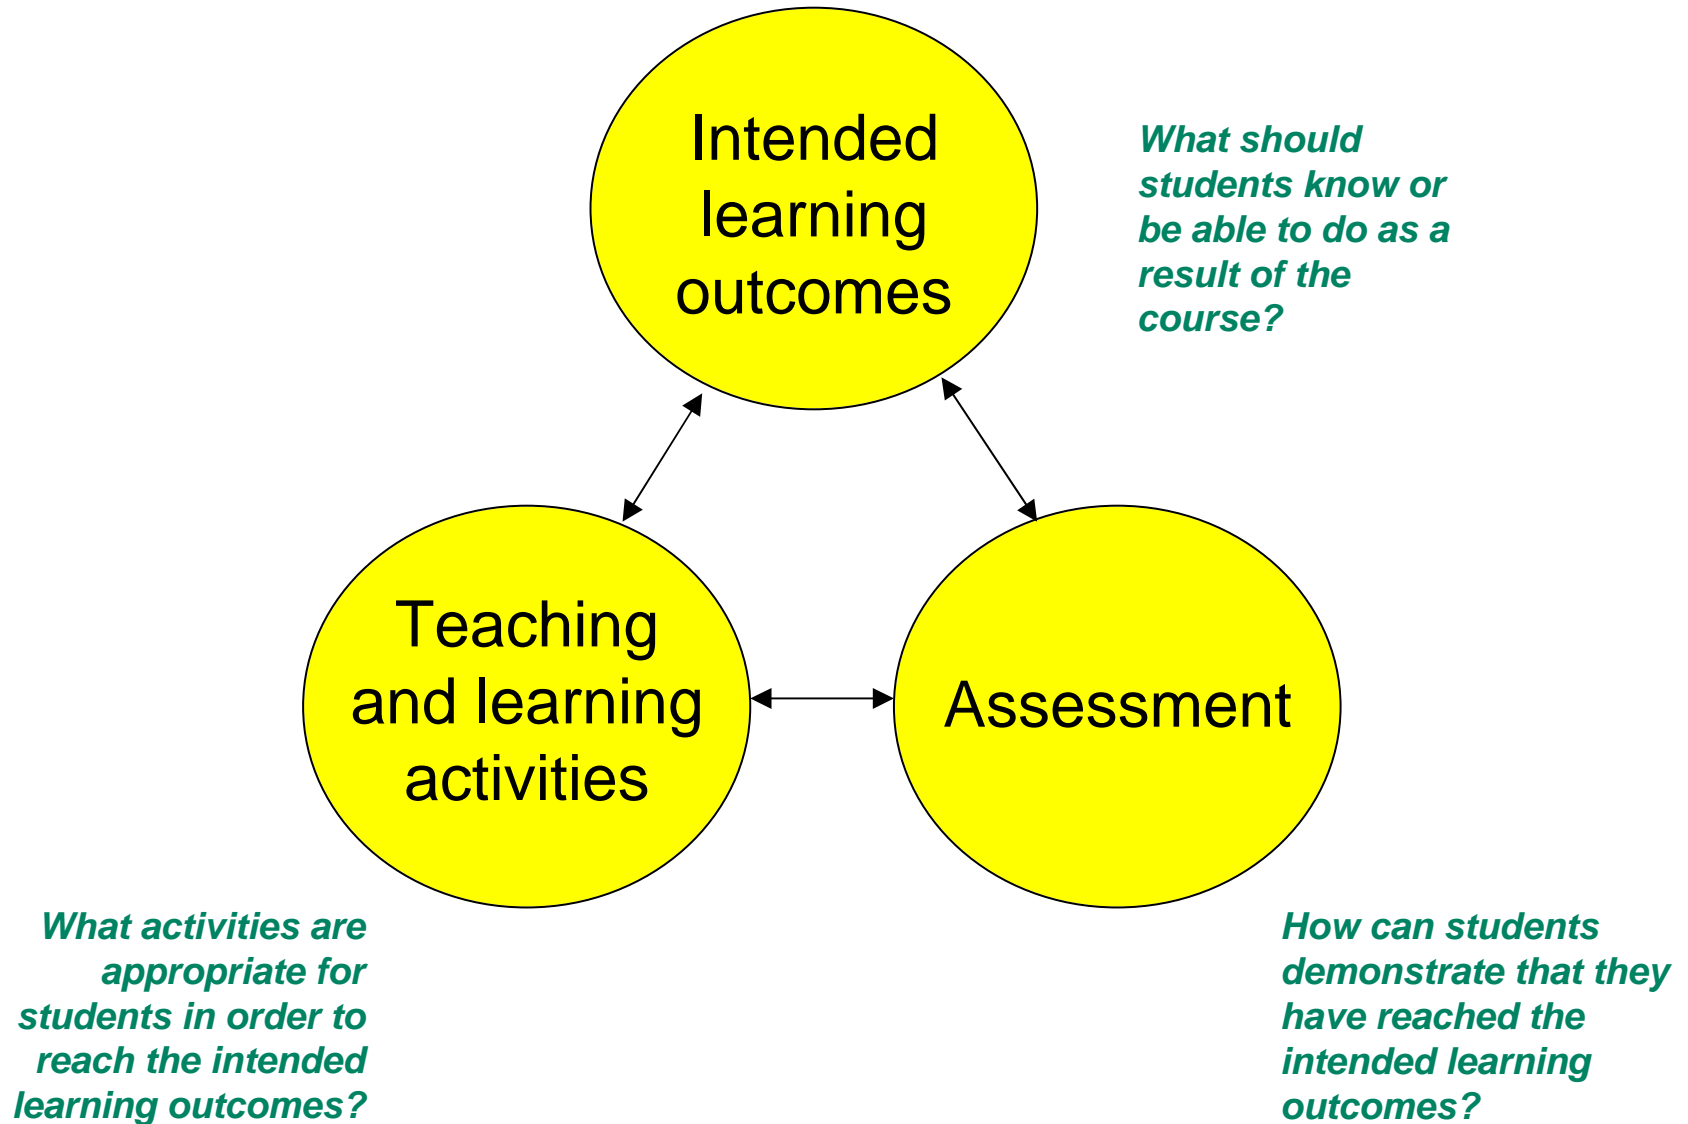 Intended
learning
outcomes
What should
students know or
be able to do as a
result of the
course?
Teaching
and learning
activities
Assessment
What activities are
appropriate for
students in order to
reach the intended
learning outcomes?
How can students
demonstrate that they
have reached the
intended learning
outcomes?